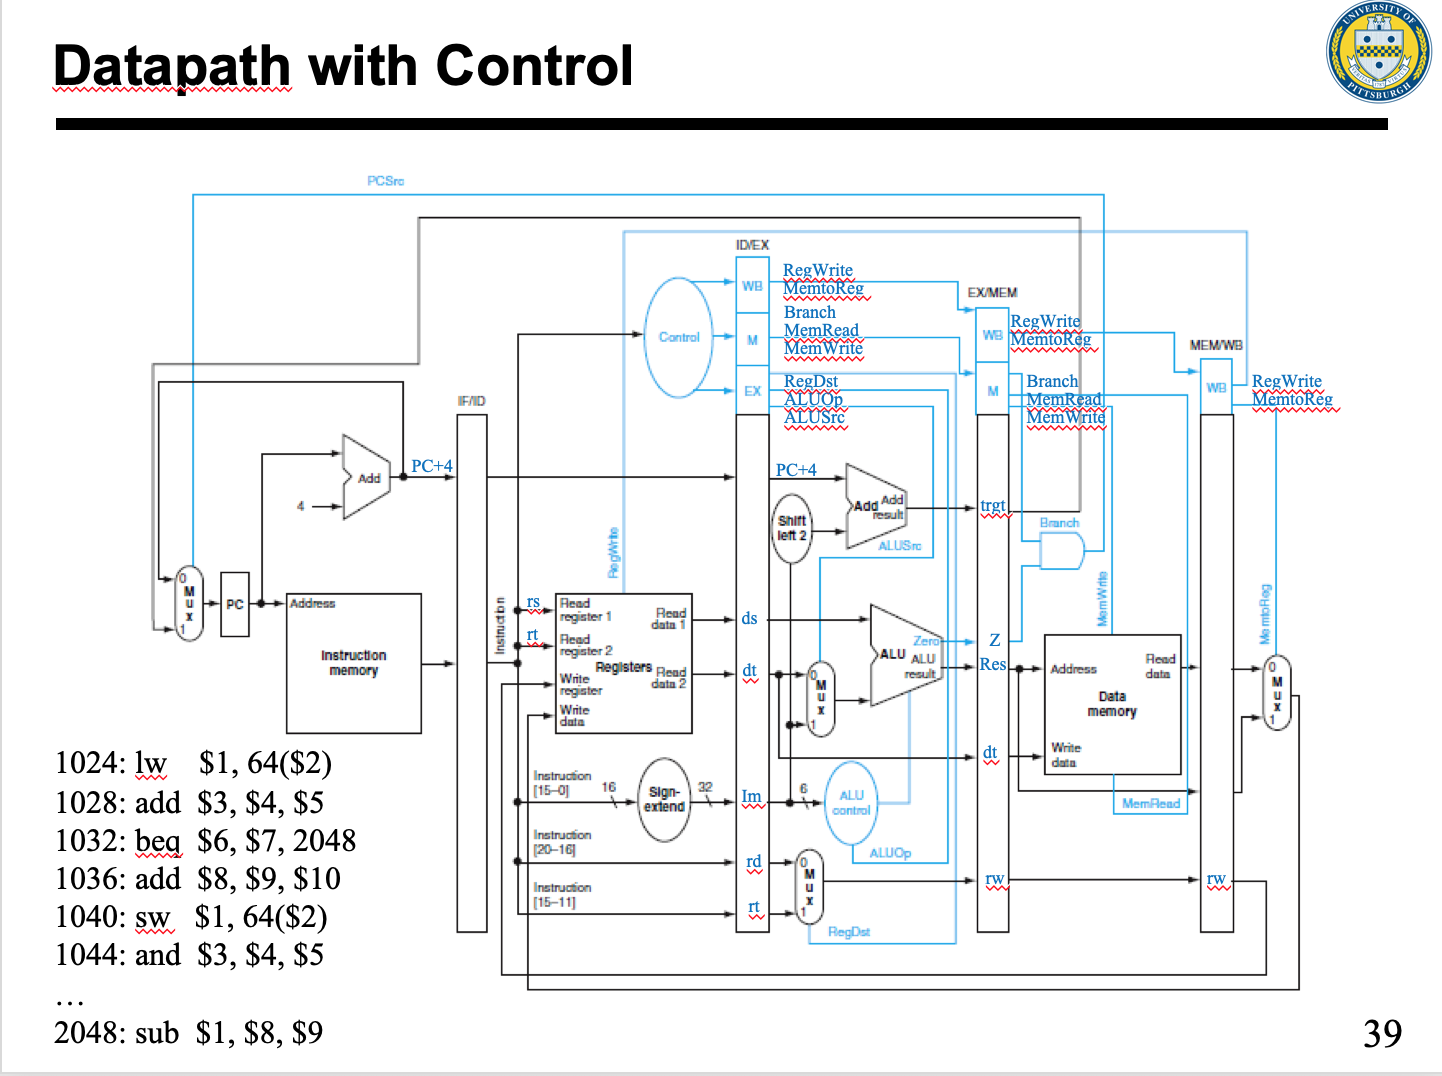 Datapath with Control
UNIVERSITY OF
PITTSBURGH
PCSrc
ID/EX
WB
RegWrite
MemtoReg
M
Branch
MemRead
MemWrite
EX
RegDst
ALUOp
ALUSrc
Control
EX/MEM
WB
RegWrite
MemtoReg
M
Branch
MemRead
MemWrite
MEM/WB
WB
RegWrite
MemtoReg
IF/ID
Add
PC+4
4
PC+4
Add Add
result
Shift
left 2
ALUSrc
trgt
Branch
RegWrite
MemWrite
MemtoReg
0
M
u
x
1
PC
Address
Instruction
memory
Instruction
rs
Read
register 1
Read
data 1
rt
Read
register 2
Registers
Read
data 2
Write
register
Write
data
ds
dt
0
M
u
x
1
Zero
ALU
ALU
result
Z
Res
Address
Read
data
Data
memory
dt
Write
data
0
M
u
x
1
MemRead
Instruction
[15–0]
16
Sign-
extend
32
Im
6
ALU
control
ALUOp
Instruction
[20–16]
rd
0
M
u
x
1
Instruction
[15–11]
rt
RegDst
rw
rw
1024: lw $1, 64($2)
1028: add $3, $4, $5
1032: beq $6, $7, 2048
1036: add $8, $9, $10
1040: sw $1, 64($2)
1044: and $3, $4, $5
…
2048: sub $1, $8, $9
39